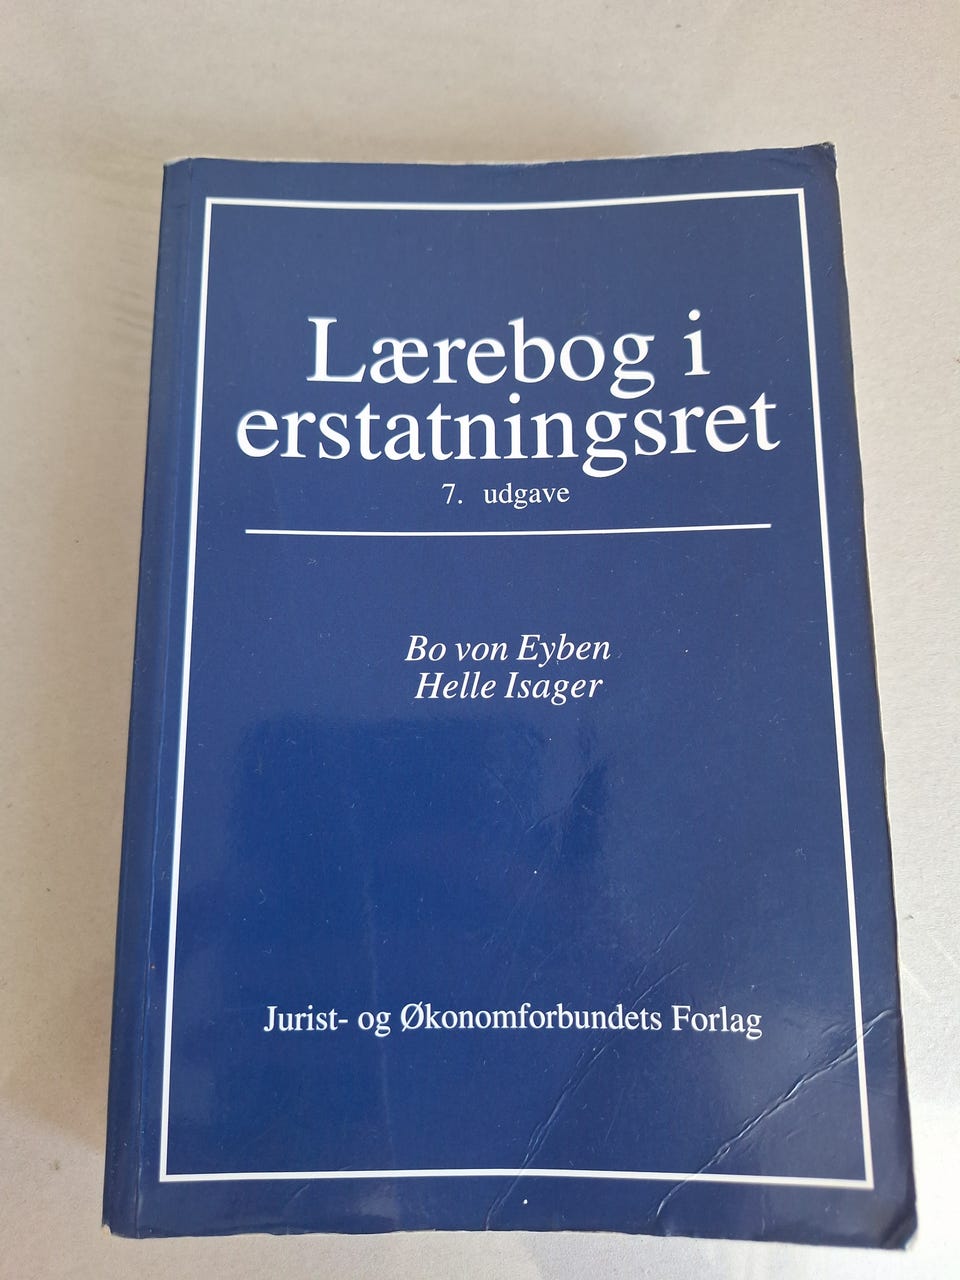 Lærebog i
erstatningsret
7. udgave
Bo von Eyben
Helle Isager
Jurist- og Økonomforbundets Forlag